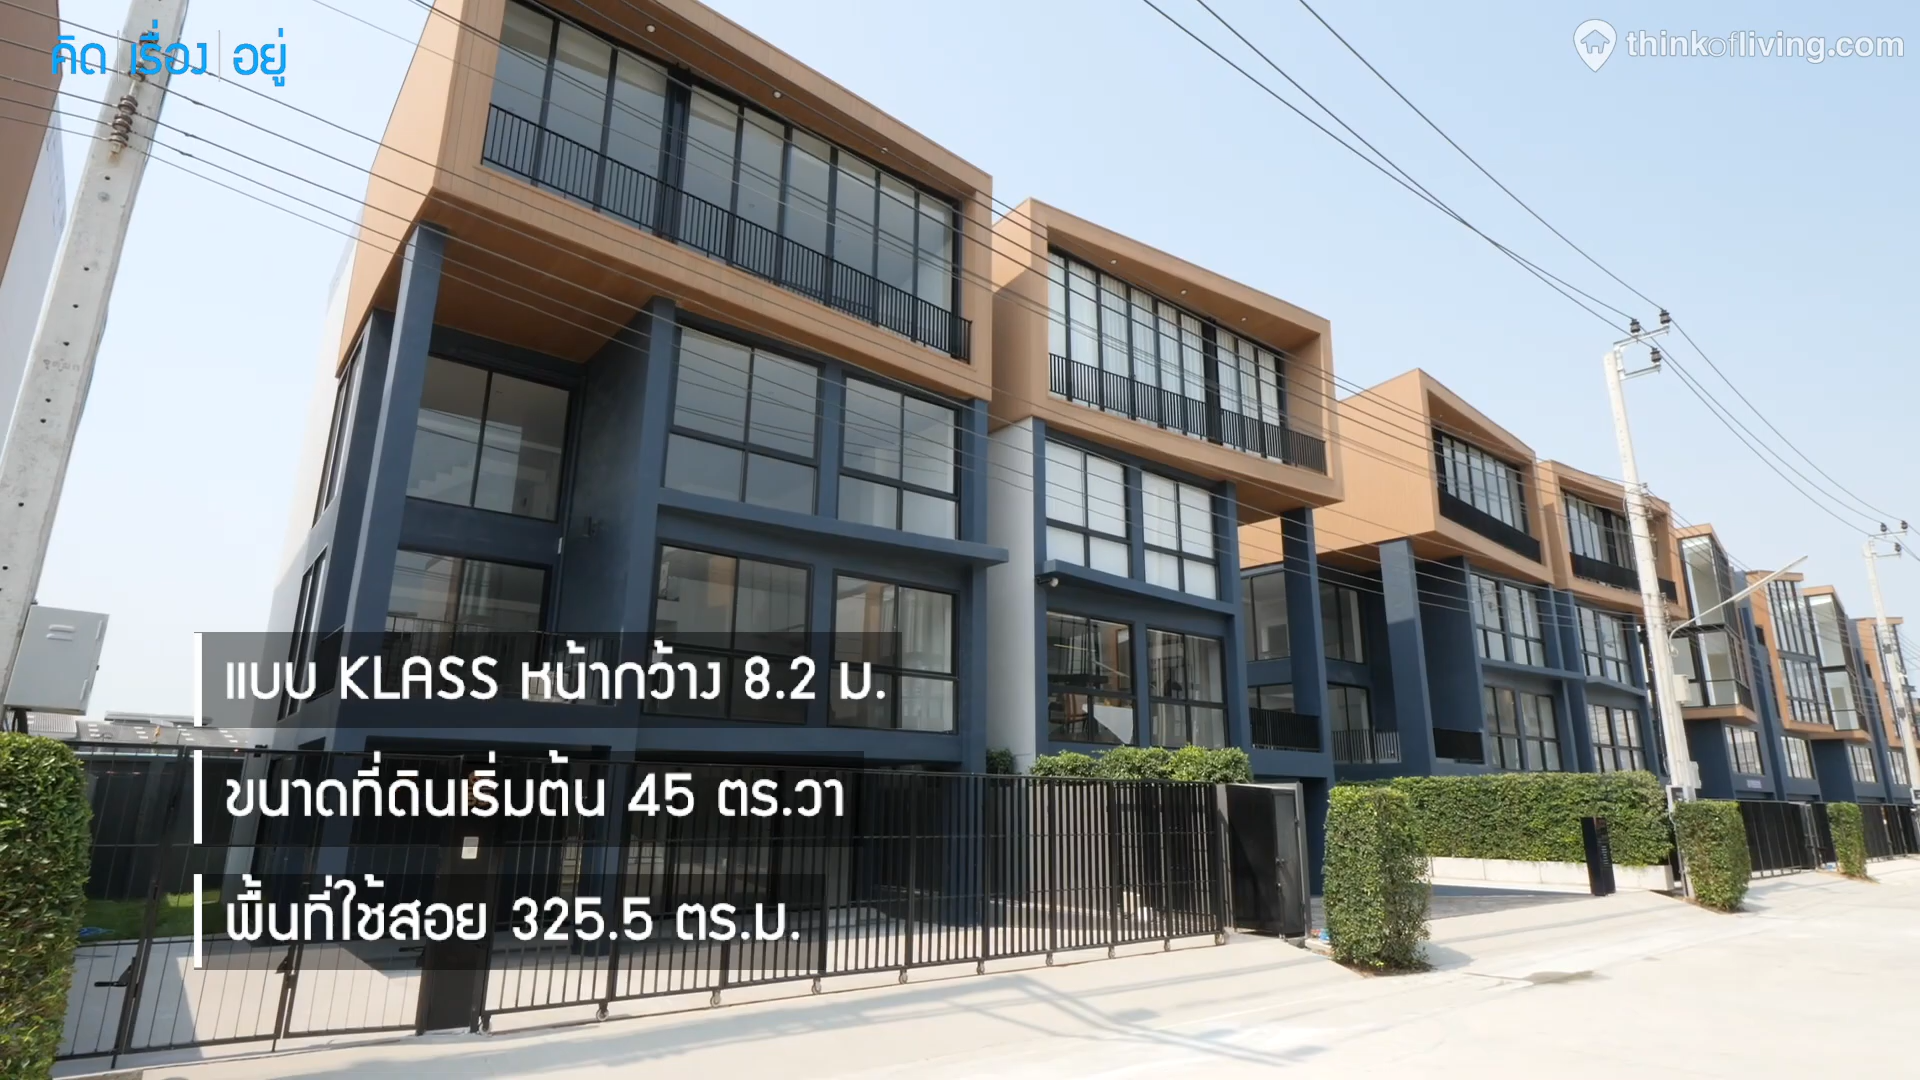 คิด เรื่อง อยู่
thinkofliving.com
แบบ KLASS หน้ากว้าง 8.2 ม.
ขนาดที่ดินเริ่มต้น 45 ตร.วา
พื้นที่ใช้สอย 325.5 ตร.ม.